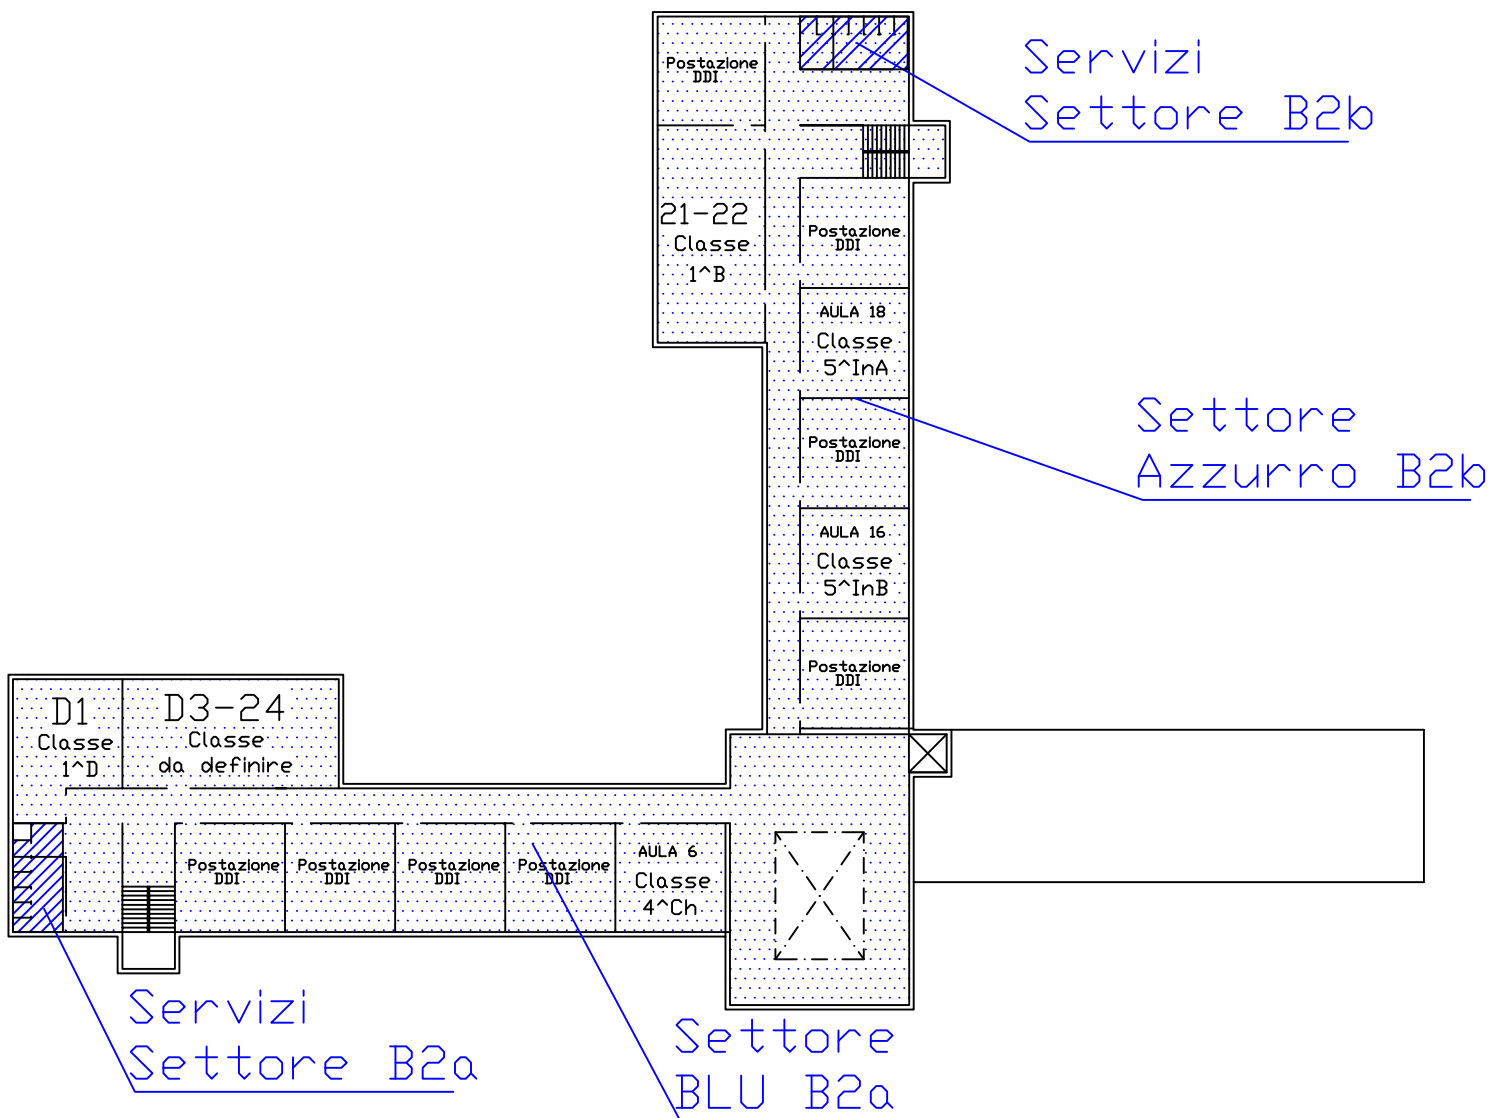 Servizi
Settore B2b
Postazione
DDI
21-22
Classe
1^B
Postazione
DDI
AULA 18
Classe
5^InA
Settore
Azzurro B2b
Postazione
DDI
AULA 16
Classe
5^InB
Postazione
DDI
D1
Classe
1^D
D3-24
Classe
da definire
Postazione
DDI
Postazione
DDI
Postazione
DDI
Postazione
DDI
AULA 6
Classe
4^Ch
Servizi
Settore B2a
Settore
BLU B2a